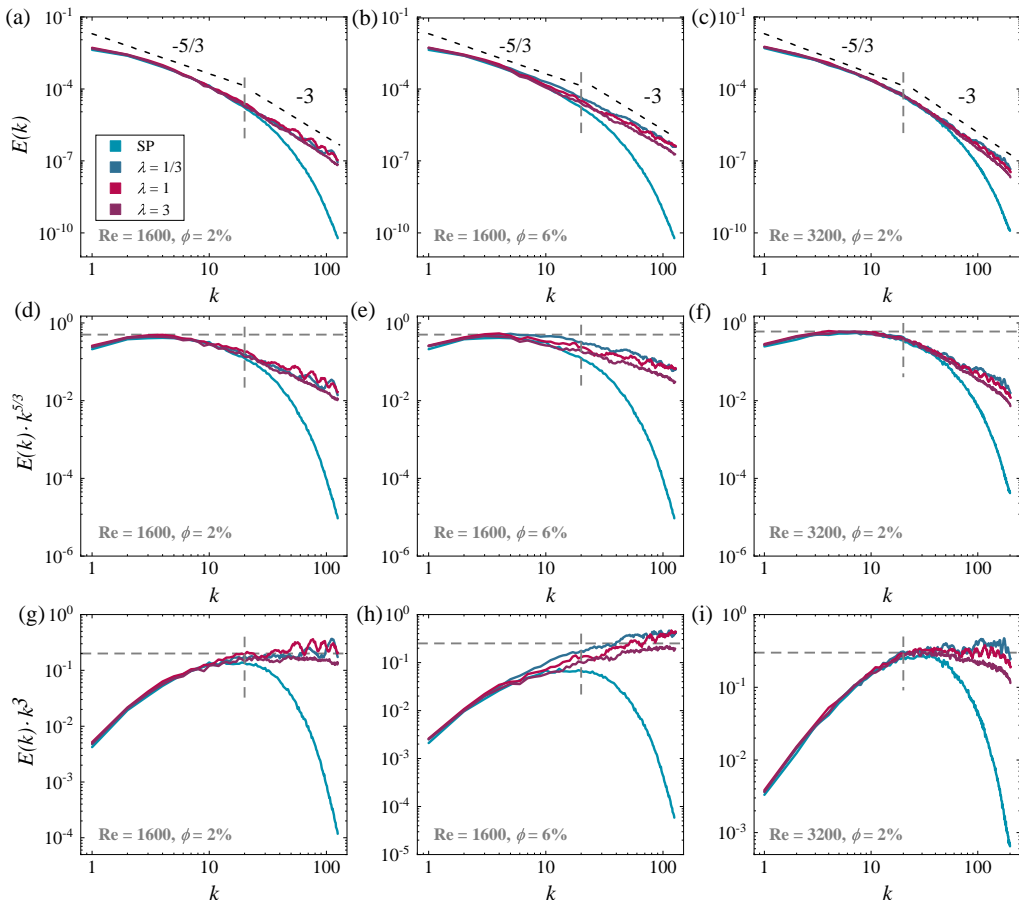 (a)
10^-1
10^-4
10^-7
10^-10
E(k)
-5/3
-3
SP
λ = 1/3
λ = 1
λ = 3
Re = 1600, ϕ = 2%
1
10
100
k
(b)
10^-1
10^-4
10^-7
10^-10
-5/3
-3
Re = 1600, ϕ = 6%
1
10
100
k
(c)
10^-1
10^-4
10^-7
10^-10
-5/3
-3
Re = 3200, ϕ = 2%
1
10
100
k
(d)
10^0
10^-2
10^-4
10^-6
E(k)·k^5/3
Re = 1600, ϕ = 2%
1
10
100
k
(e)
10^0
10^-2
10^-4
10^-6
Re = 1600, ϕ = 6%
1
10
100
k
(f)
10^0
10^-2
10^-4
10^-6
Re = 3200, ϕ = 2%
1
10
100
k
(g)
10^0
10^-1
10^-2
10^-3
10^-4
E(k)·k^3
Re = 1600, ϕ = 2%
1
10
100
k
(h)
10^0
10^-1
10^-2
10^-3
10^-4
10^-5
Re = 1600, ϕ = 6%
1
10
100
k
(i)
10^0
10^-1
10^-2
10^-3
Re = 3200, ϕ = 2%
1
10
100
k